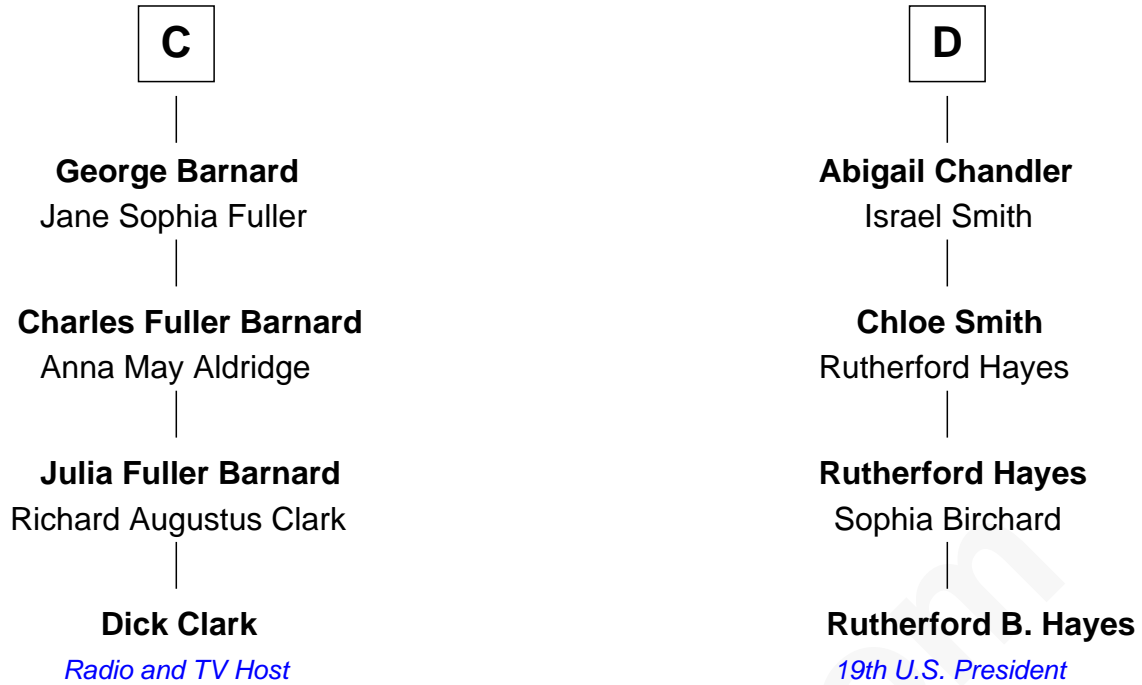 C
George Barnard
Jane Sophia Fuller
Charles Fuller Barnard
Anna May Aldridge
Julia Fuller Barnard
Richard Augustus Clark
Dick Clark
Radio and TV Host
D
Abigail Chandler
Israel Smith
Chloe Smith
Rutherford Hayes
Rutherford Hayes
Sophia Birchard
Rutherford B. Hayes
19th U.S. President